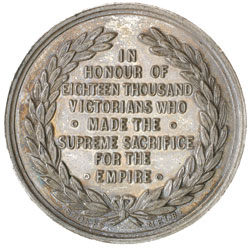 IN
HONOUR OF
EIGHTEEN THOUSAND
VICTORIANS WHO
· MADE THE ·
SUPREME SACRIFICE
FOR THE
· EMPIRE ·